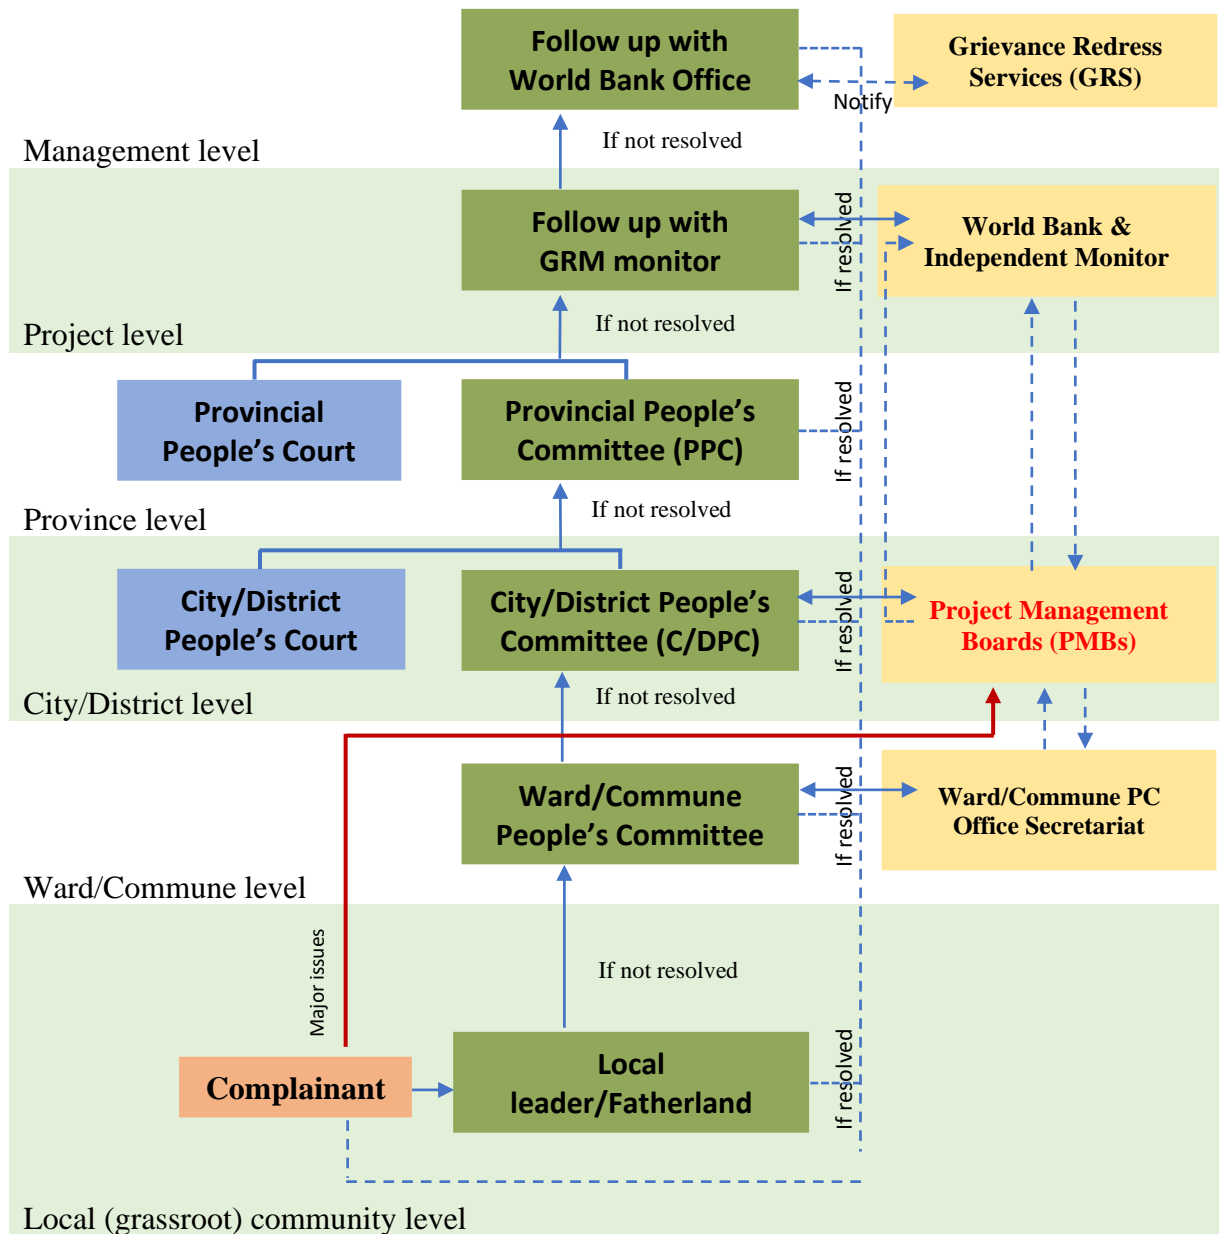 Follow up with
World Bank Office
Grievance Redress
Services (GRS)
Notify
If not resolved
Management level
Follow up with
GRM monitor
If resolved
World Bank &
Independent Monitor
If not resolved
Project level
Provincial
People's Court
Provincial People's
Committee (PPC)
If resolved
If not resolved
Province level
City/District
People's Court
City/District People's
Committee (C/DPC)
If resolved
Project Management
Boards (PMBs)
If not resolved
City/District level
Ward/Commune
People's Committee
If resolved
Ward/Commune PC
Office Secretariat
Ward/Commune level
Major issues
If not resolved
Complainant
Local
leader/Fatherland
If resolved
Local (grassroot) community level